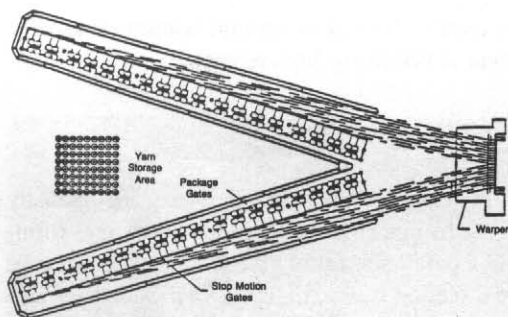 Yarn
Storage
Area
Package
Gates
Warper
Stop Motion
Gates